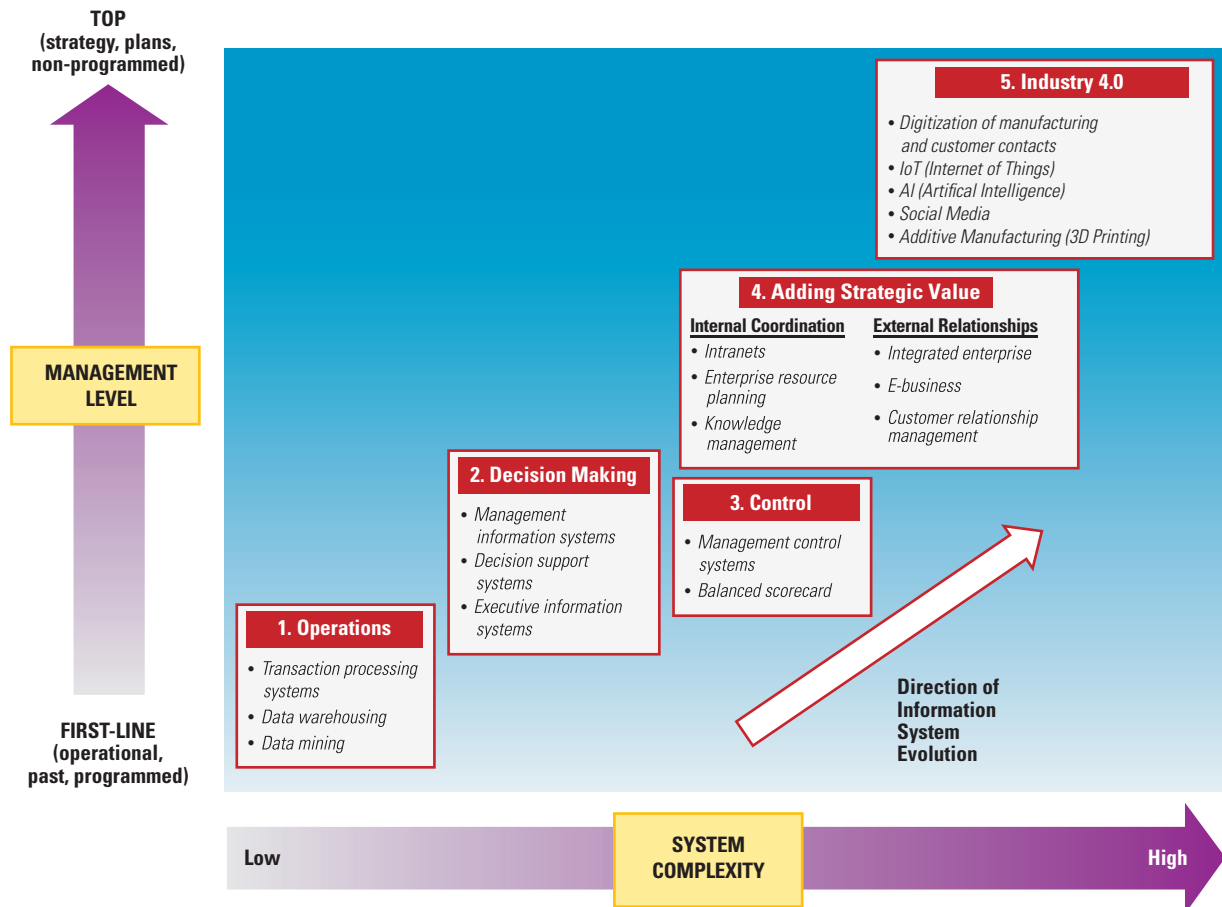 TOP
(strategy, plans,
non-programmed)
MANAGEMENT
LEVEL
FIRST-LINE
(operational,
past, programmed)
5. Industry 4.0
• Digitization of manufacturing
and customer contacts
• IoT (Internet of Things)
• AI (Artifical Intelligence)
• Social Media
• Additive Manufacturing (3D Printing)
4. Adding Strategic Value
Internal Coordination
• Intranets
• Enterprise resource
planning
• Knowledge
management
External Relationships
• Integrated enterprise
• E-business
• Customer relationship
management
2. Decision Making
• Management
information systems
• Decision support
systems
• Executive information
systems
3. Control
• Management control
systems
• Balanced scorecard
1. Operations
• Transaction processing
systems
• Data warehousing
• Data mining
Direction of
Information
System
Evolution
Low
SYSTEM
COMPLEXITY
High